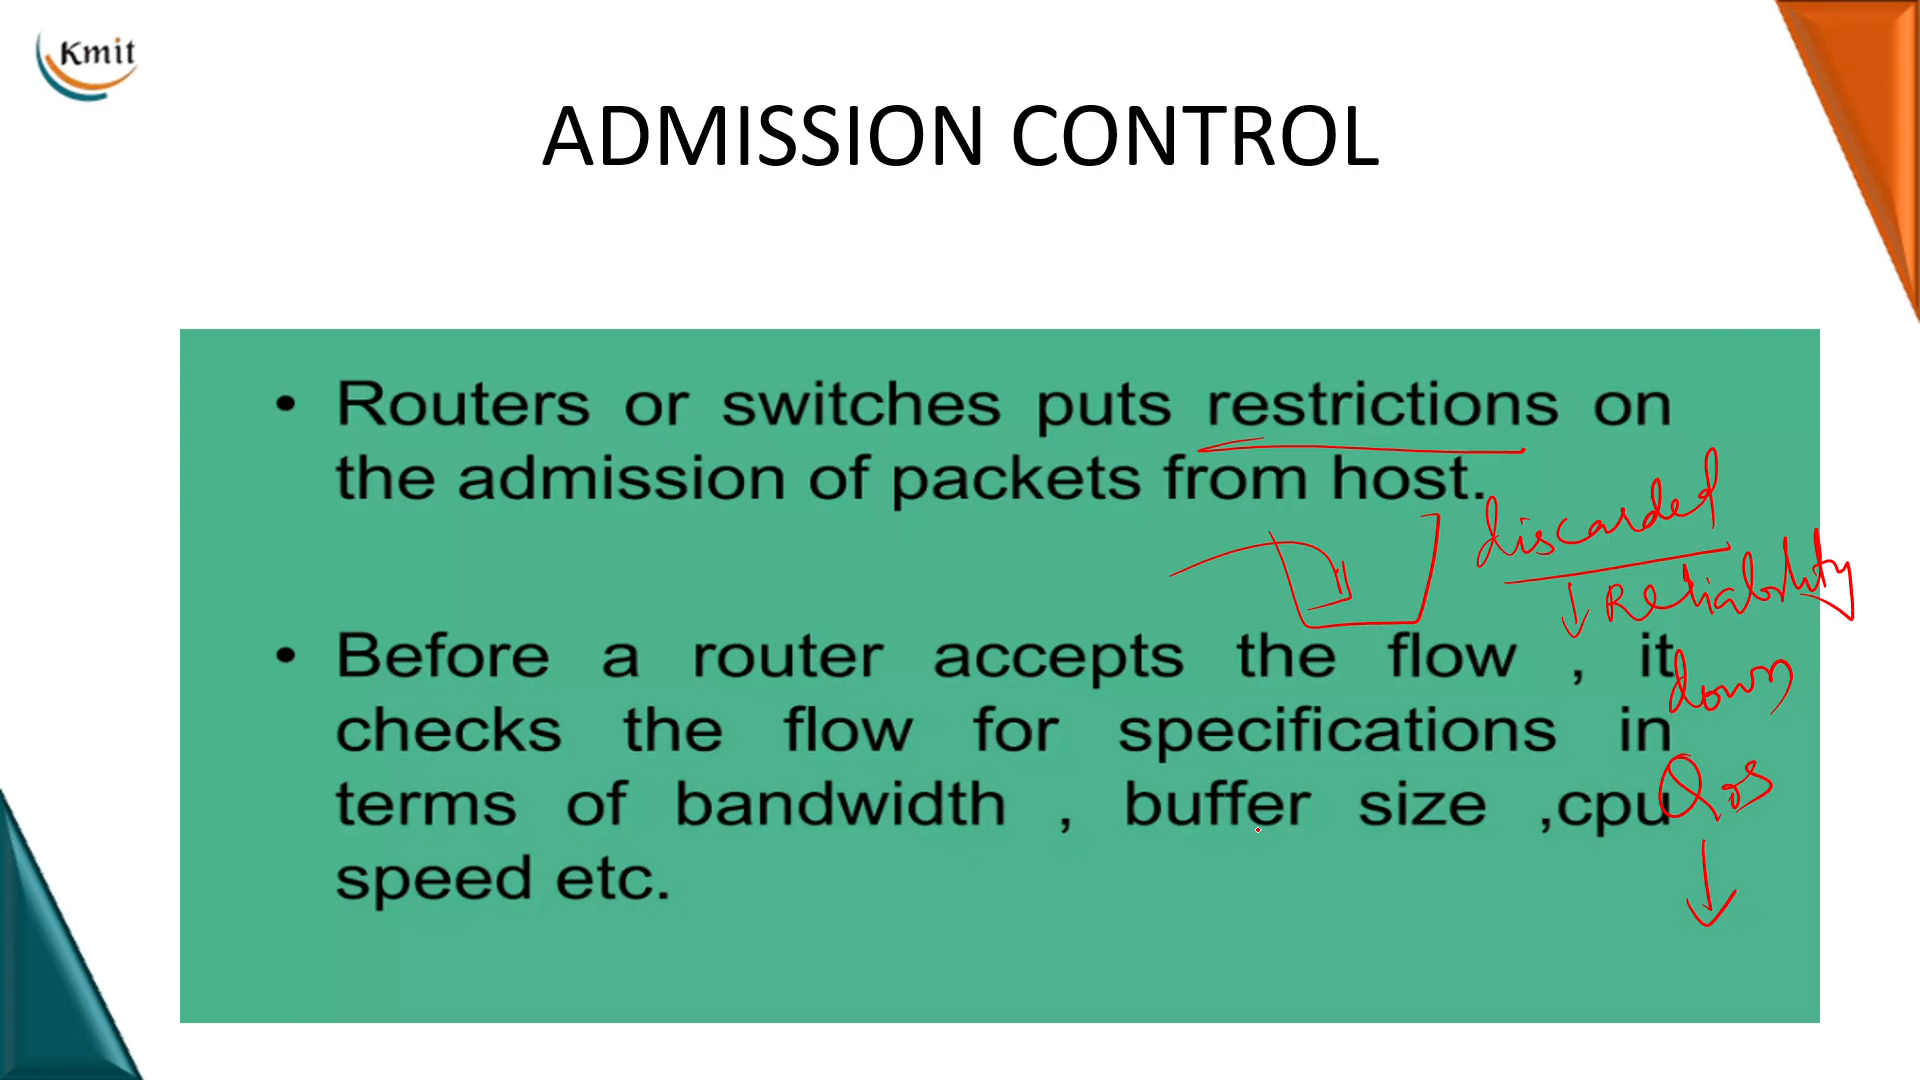 Kmit
ADMISSION CONTROL
• Routers or switches puts restrictions on
the admission of packets from host.
discarded
↓ Reliability
• Before a router accepts the flow , it
down
checks the flow for specifications in
Qos
terms of bandwidth , buffer size ,cpu
↓
speed etc.